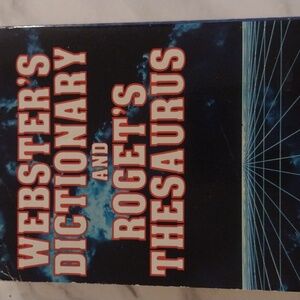 WEBSTER'S
DICTIONARY
AND
ROGET'S
THESAURUS